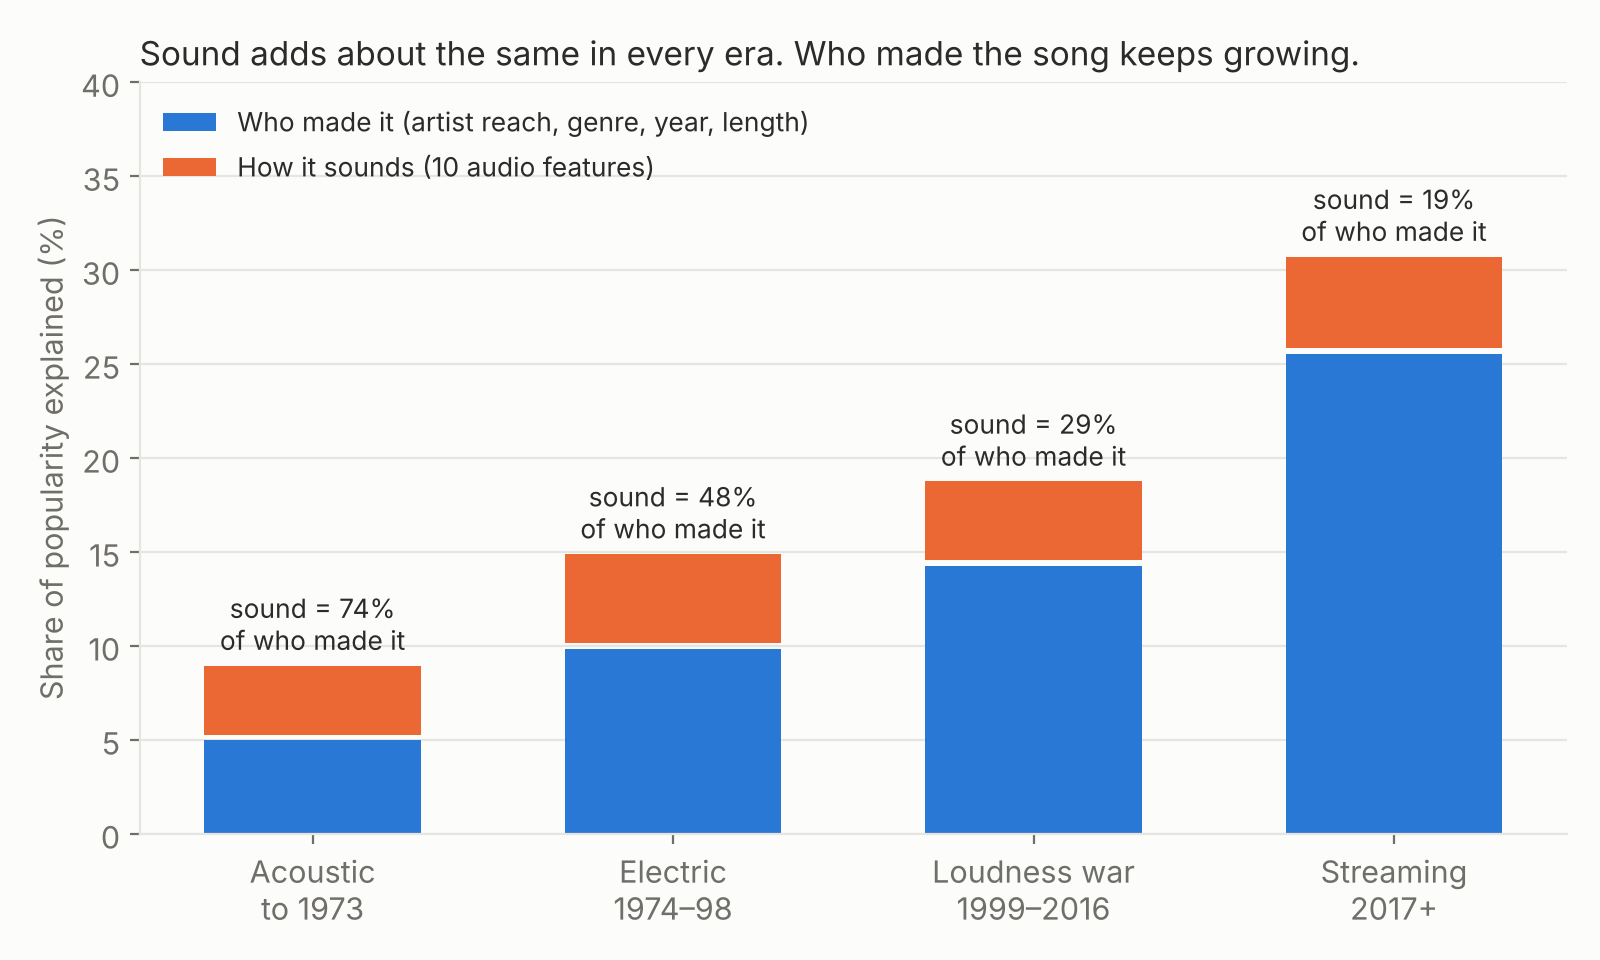 Sound adds about the same in every era. Who made the song keeps growing.
Who made it (artist reach, genre, year, length)
How it sounds (10 audio features)
Share of popularity explained (%)
40
35
30
25
20
15
10
5
0
sound = 74%
of who made it
sound = 48%
of who made it
sound = 29%
of who made it
sound = 19%
of who made it
Acoustic
to 1973
Electric
1974–98
Loudness war
1999–2016
Streaming
2017+